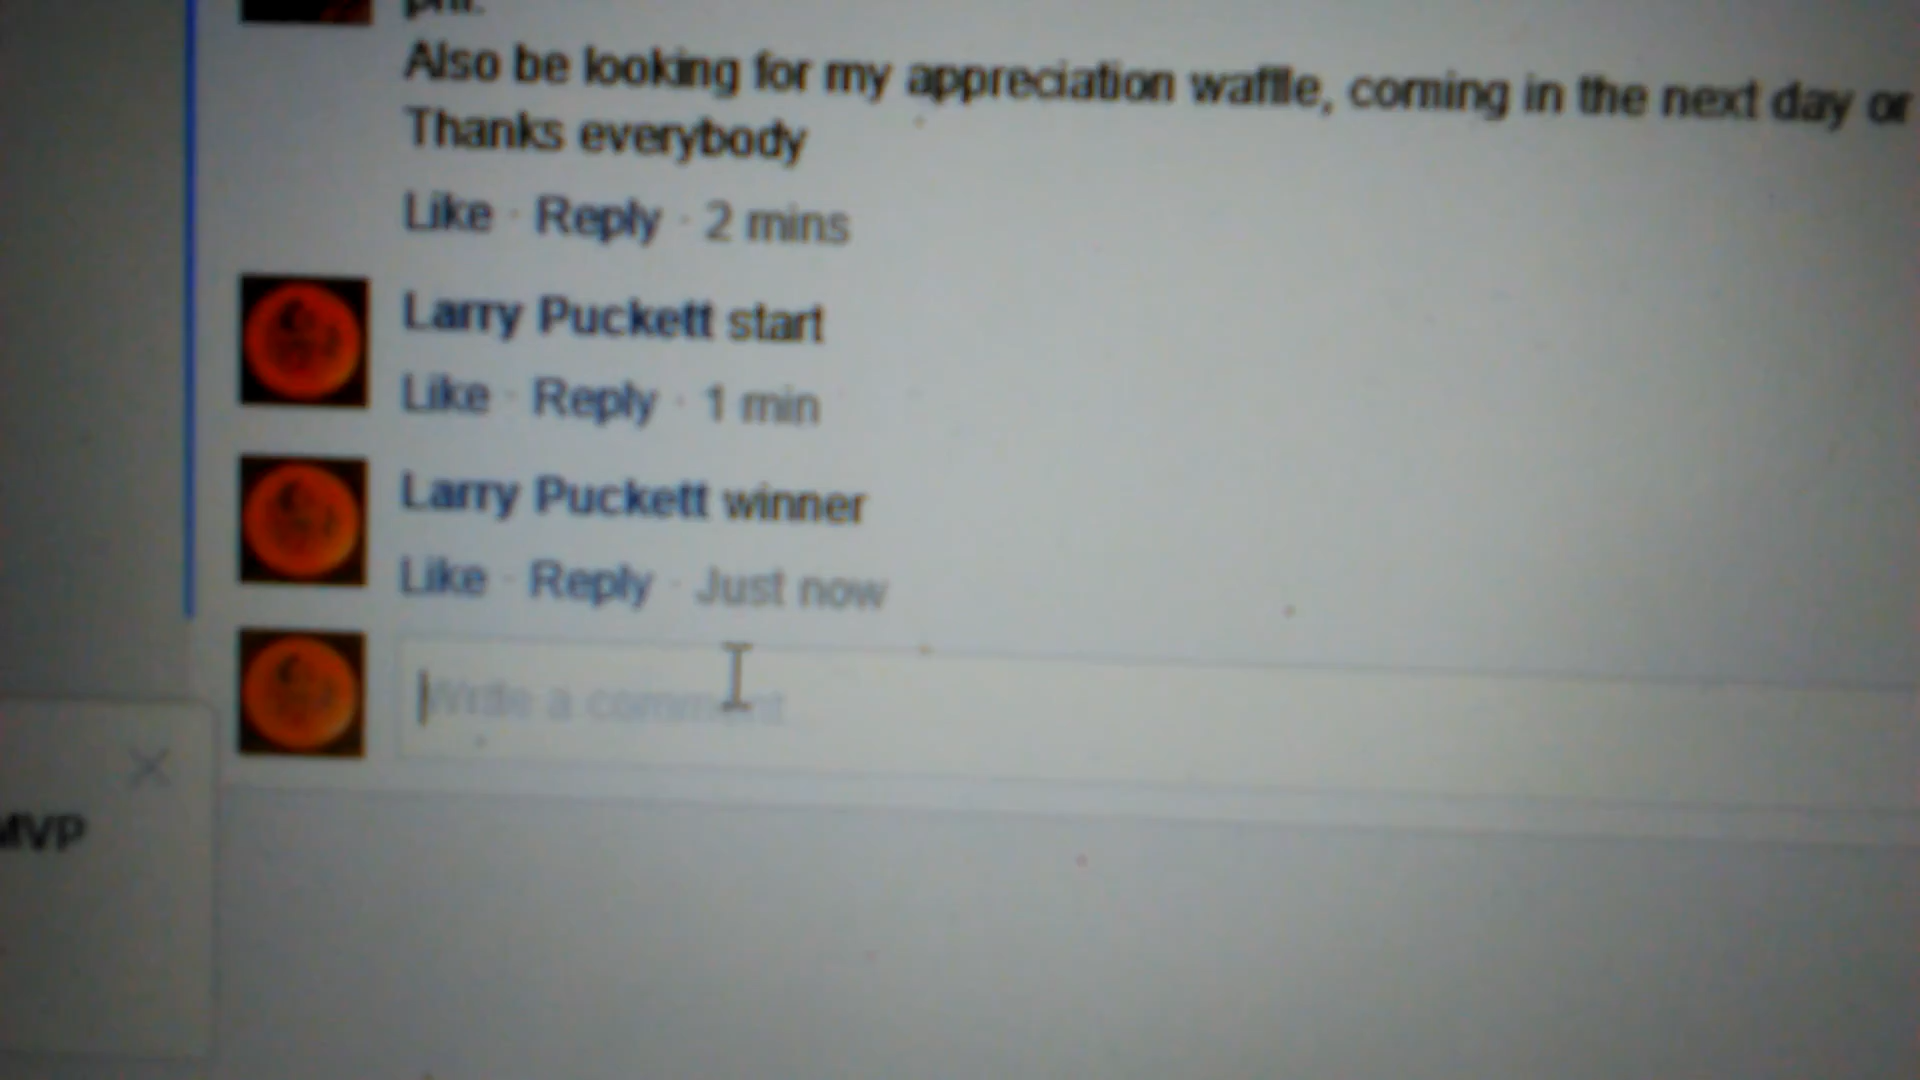 Also be looking for my appreciation waffle, coming in the next day or
Thanks everybody
Like · Reply · 2 mins
Larry Puckett start
Like · Reply · 1 min
Larry Puckett winner
Like · Reply · Just now
Write a comment
MVP